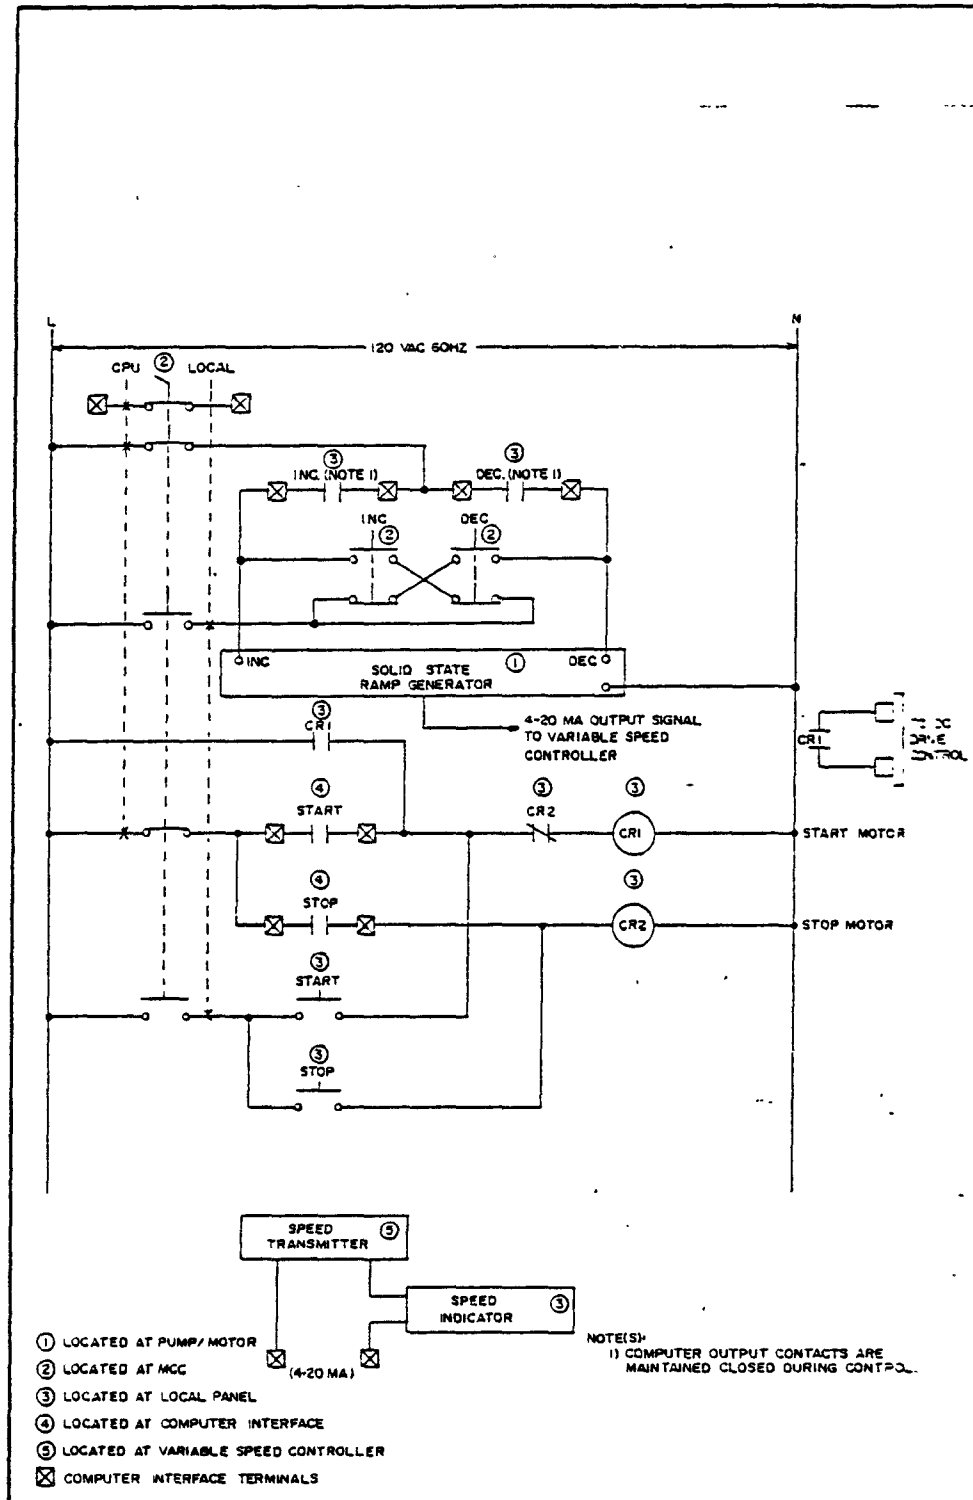 L
N
120 VAC 60HZ
CPU
②
LOCAL
③
INC. (NOTE 1)
③
DEC. (NOTE 1)
INC
②
DEC
②
INC
SOLID STATE
RAMP GENERATOR
①
DEC
③
CR1
4-20 MA OUTPUT SIGNAL
TO VARIABLE SPEED
CONTROLLER
CR1
④
START
③
CR2
③
CR1
START MOTOR
④
STOP
③
CR2
STOP MOTOR
③
START
③
STOP
SPEED
TRANSMITTER
⑤
SPEED
INDICATOR
③
(4-20 MA)
① LOCATED AT PUMP/MOTOR
② LOCATED AT MCC
③ LOCATED AT LOCAL PANEL
④ LOCATED AT COMPUTER INTERFACE
⑤ LOCATED AT VARIABLE SPEED CONTROLLER
COMPUTER INTERFACE TERMINALS
NOTE(S):
1) COMPUTER OUTPUT CONTACTS ARE
MAINTAINED CLOSED DURING CONTROL.